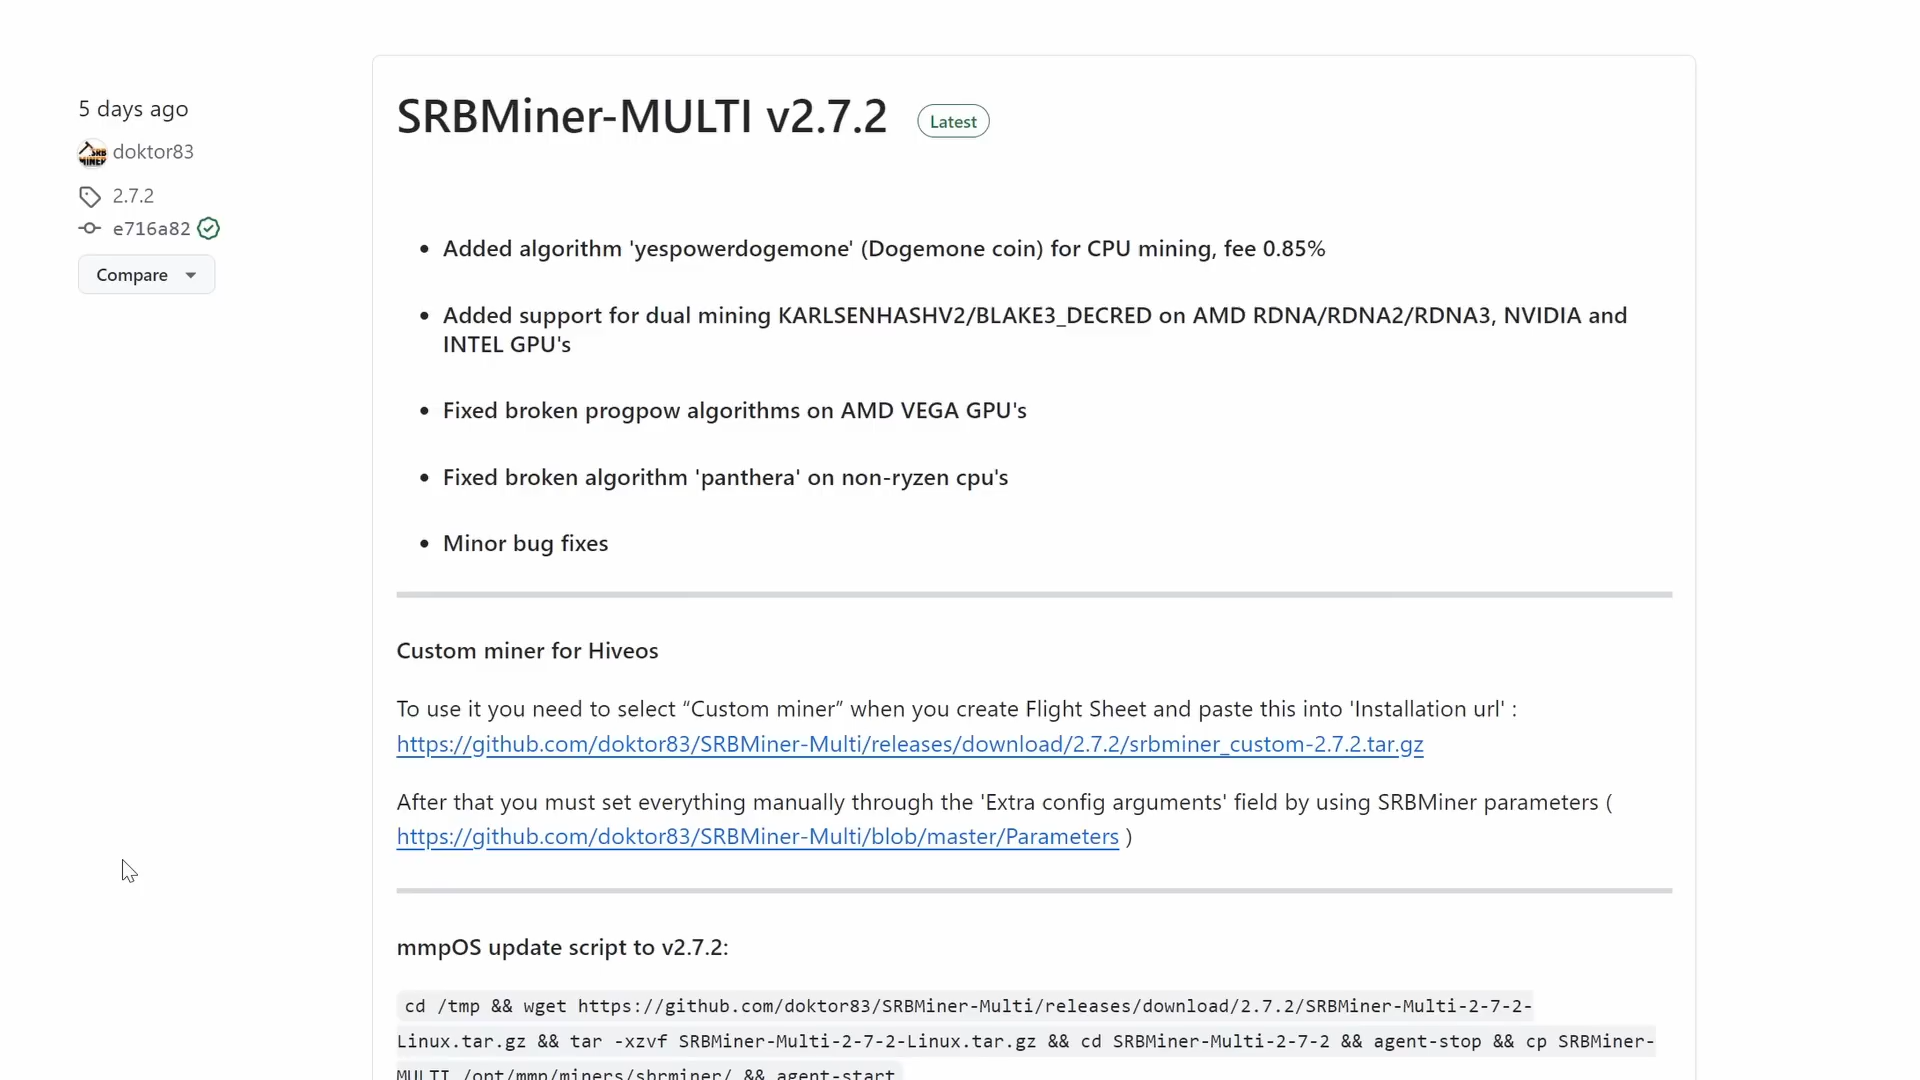 5 days ago
doktor83
2.7.2
e716a82
Compare
SRBMiner-MULTI v2.7.2 Latest
• Added algorithm 'yespowerdogemone' (Dogemone coin) for CPU mining, fee 0.85%
• Added support for dual mining KARLSENHASHV2/BLAKE3_DECRED on AMD RDNA/RDNA2/RDNA3, NVIDIA and
INTEL GPU's
• Fixed broken progpow algorithms on AMD VEGA GPU's
• Fixed broken algorithm 'panthera' on non-ryzen cpu's
• Minor bug fixes
Custom miner for Hiveos
To use it you need to select “Custom miner” when you create Flight Sheet and paste this into 'Installation url' :
https://github.com/doktor83/SRBMiner-Multi/releases/download/2.7.2/srbminer_custom-2.7.2.tar.gz
After that you must set everything manually through the 'Extra config arguments' field by using SRBMiner parameters (
https://github.com/doktor83/SRBMiner-Multi/blob/master/Parameters )
mmpOS update script to v2.7.2:
cd /tmp && wget https://github.com/doktor83/SRBMiner-Multi/releases/download/2.7.2/SRBMiner-Multi-2-7-2-
Linux.tar.gz && tar -xzvf SRBMiner-Multi-2-7-2-Linux.tar.gz && cd SRBMiner-Multi-2-7-2 && agent-stop && cp SRBMiner-
MULTI /opt/mmp/miners/sbrminer/ && agent-start